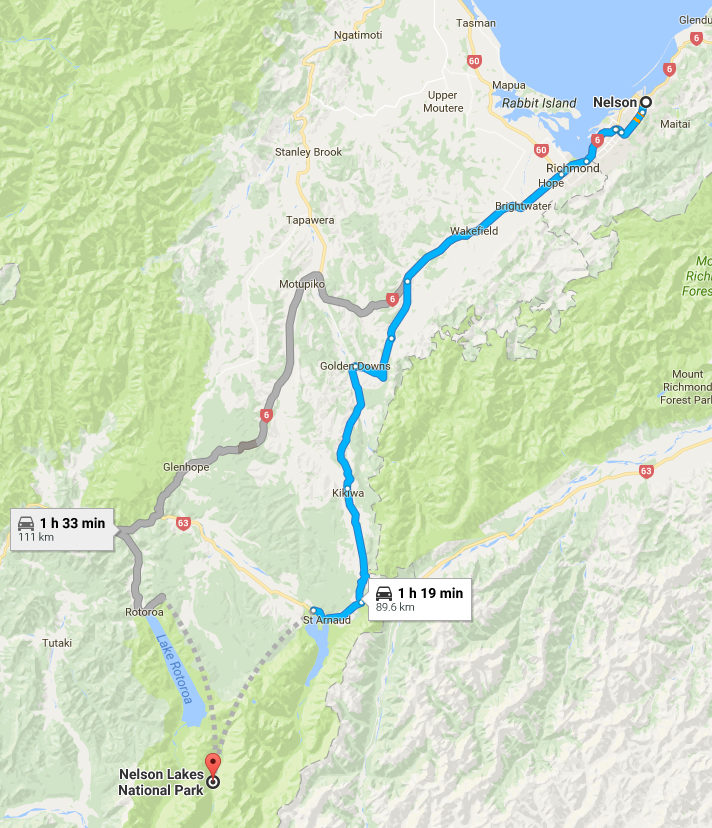 Tasman
Glendu
6
Ngatimoti
60
6
Mapua
Upper
Moutere
Rabbit Island
Nelson
Maitai
6
60
Stanley Brook
Richmond
Hope
Brightwater
Tapawera
Wakefield
Mo
Rich
Fores
Motupiko
6
Golden Downs
Mount
Richmond
Forest Park
6
Glenhope
63
Kikiwa
1 h 33 min
111 km
63
1 h 19 min
89.6 km
Rotoroa
St Arnaud
Tutaki
Lake Rotoroa
Nelson Lakes
National Park